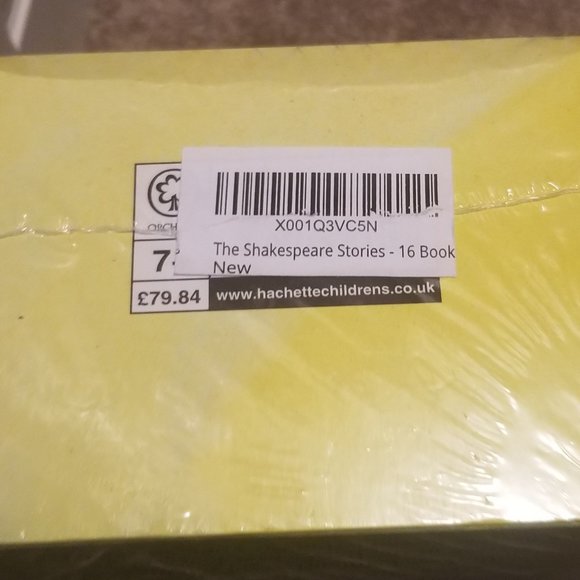 X001Q3VC5N
The Shakespeare Stories - 16 Book
New
£79.84
www.hachettechildrens.co.uk